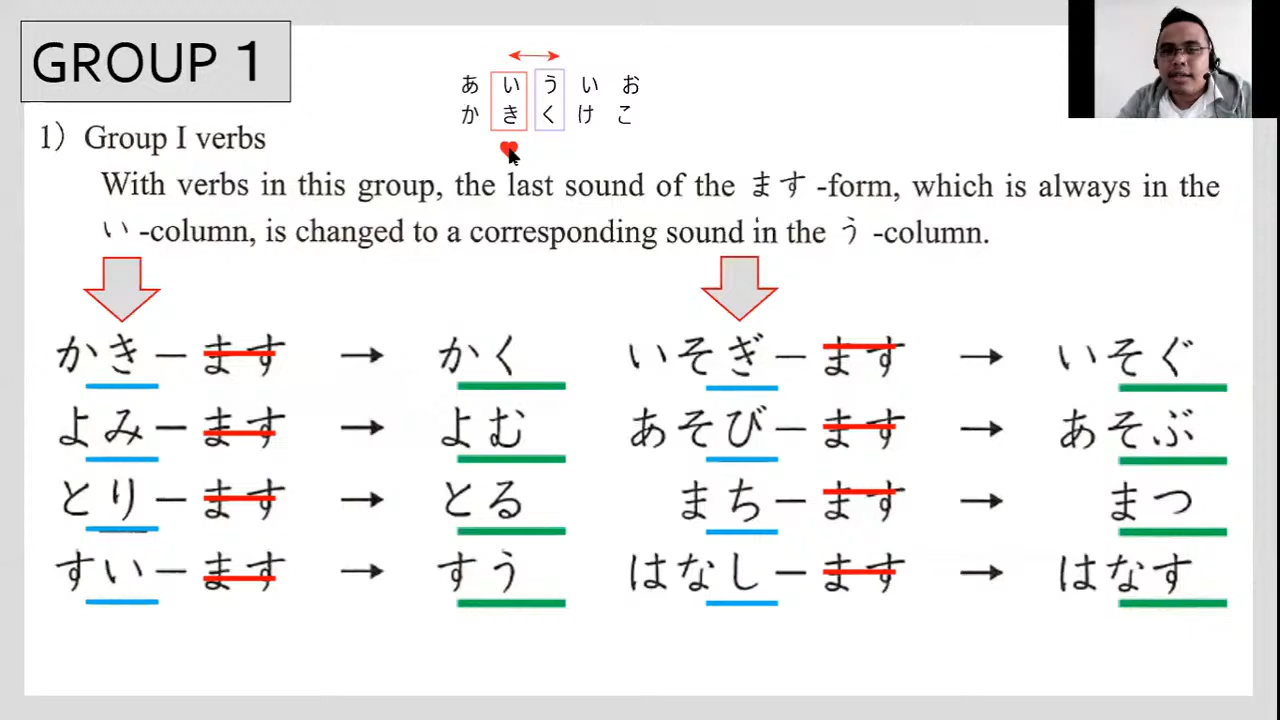 GROUP 1
あ い う い お
か き く け こ
1) Group I verbs
With verbs in this group, the last sound of the ます -form, which is always in the
い -column, is changed to a corresponding sound in the う -column.
かき－ます → かく
いそぎ－ます → いそぐ
よみ－ます → よむ
あそび－ます → あそぶ
とり－ます → とる
まち－ます → まつ
すい－ます → すう
はなし－ます → はなす